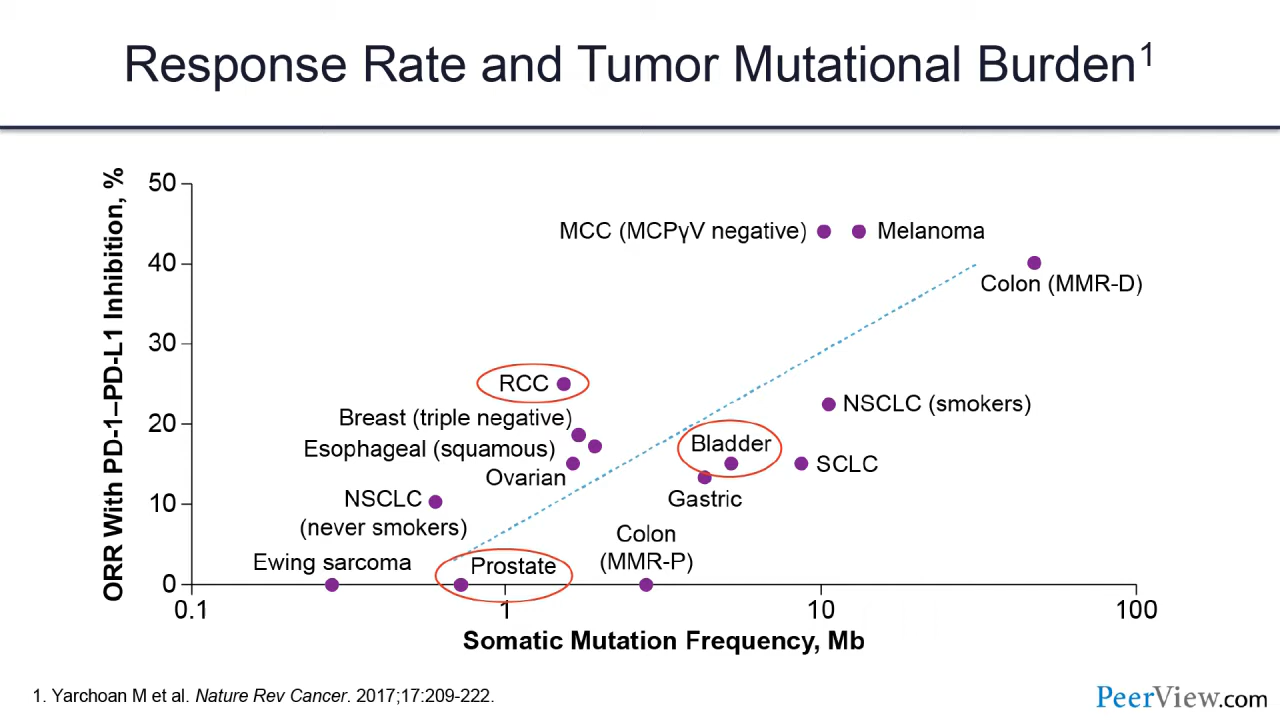 Response Rate and Tumor Mutational Burden1
ORR With PD-1–PD-L1 Inhibition, %
50
40
30
20
10
0
MCC (MCPγV negative)
Melanoma
Colon (MMR-D)
RCC
NSCLC (smokers)
Breast (triple negative)
Esophageal (squamous)
Bladder
Ovarian
SCLC
NSCLC
(never smokers)
Gastric
Colon
(MMR-P)
Ewing sarcoma
Prostate
0.1
1
10
100
Somatic Mutation Frequency, Mb
1. Yarchoan M et al. Nature Rev Cancer. 2017;17:209-222.
PeerView.com